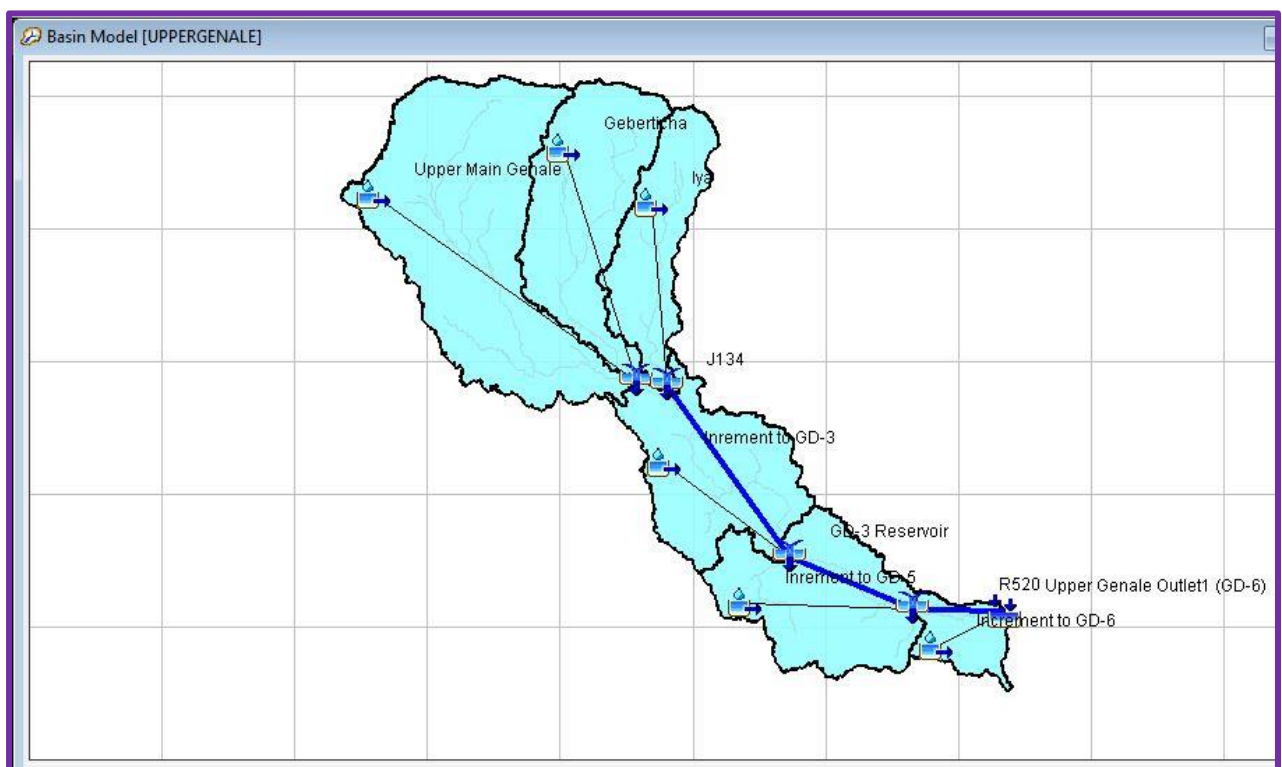 Basin Model [UPPERGENALE]
Geberticha
Upper Main Genale
Iya
J134
Inrement to GD-3
GD-3 Reservoir
Inrement to GD-5
R520 Upper Genale Outlet1 (GD-6)
Increment to GD-6